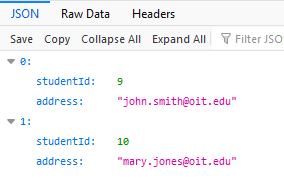 JSON Raw Data Headers
Save Copy Collapse All Expand All Filter JSO
0:
studentId: 9
address: "john.smith@oit.edu"
1:
studentId: 10
address: "mary.jones@oit.edu"